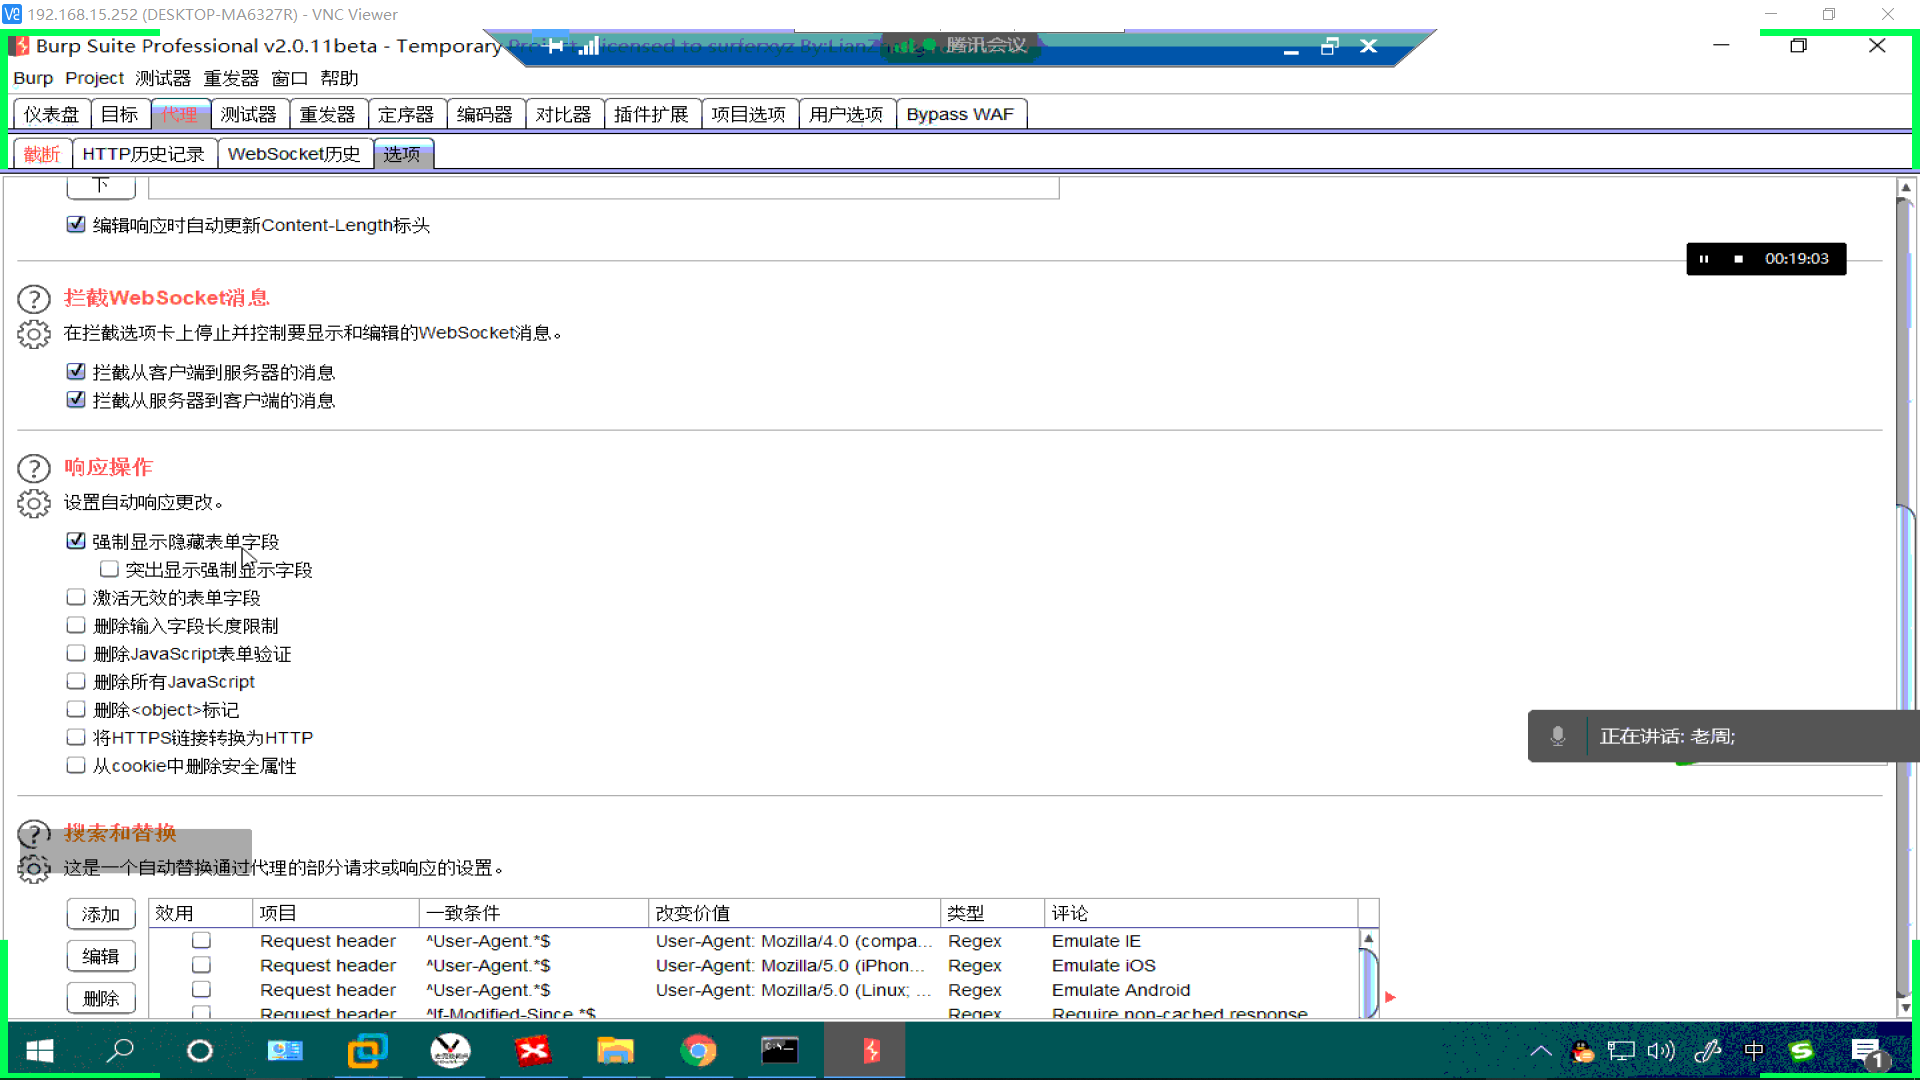 192.168.15.252 (DESKTOP-MA6327R) - VNC Viewer
Burp Suite Professional v2.0.11beta - Temporary Project - licensed to surferxyz By:LianZhang
腾讯会议
Burp Project 测试器 重发器 窗口 帮助
仪表盘 目标 代理 测试器 重发器 定序器 编码器 对比器 插件扩展 项目选项 用户选项 Bypass WAF
截断 HTTP历史记录 WebSocket历史 选项
下
编辑响应时自动更新Content-Length标头
00:19:03
拦截WebSocket消息
在拦截选项卡上停止并控制要显示和编辑的WebSocket消息。
拦截从客户端到服务器的消息
拦截从服务器到客户端的消息
响应操作
设置自动响应更改。
强制显示隐藏表单字段
突出显示强制显示字段
激活无效的表单字段
删除输入字段长度限制
删除JavaScript表单验证
删除所有JavaScript
删除<object>标记
将HTTPS链接转换为HTTP
从cookie中删除安全属性
正在讲话: 老周;
搜索和替换
这是一个自动替换通过代理的部分请求或响应的设置。
添加 效用 项目 一致条件 改变价值 类型 评论
Request header ^User-Agent.*$ User-Agent: Mozilla/4.0 (compa... Regex Emulate IE
编辑 Request header ^User-Agent.*$ User-Agent: Mozilla/5.0 (iPhon... Regex Emulate iOS
删除 Request header ^User-Agent.*$ User-Agent: Mozilla/5.0 (Linux; ... Regex Emulate Android
Request header ^If-Modified-Since.*$ Regex Require non-cached response
中
1